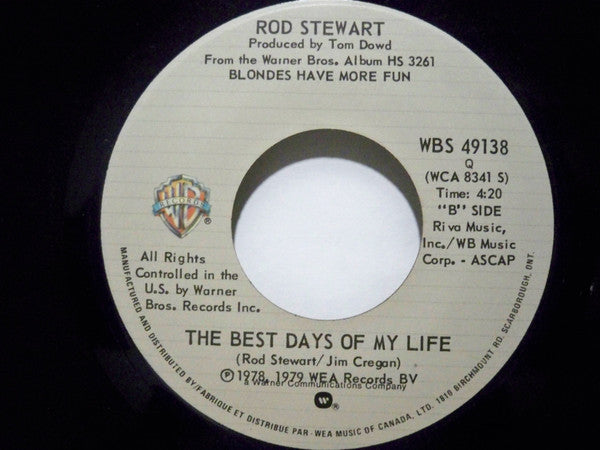 ROD STEWART
Produced by Tom Dowd
From the Warner Bros. Album HS 3261
BLONDES HAVE MORE FUN
WBS 49138
Q
(WCA 8341 S)
Time: 4:20
"B" SIDE
Riva Music,
Inc./WB Music
Corp. - ASCAP
WB
RECORDS
®
All Rights
Controlled in the
U.S. by Warner
Bros. Records Inc.
THE BEST DAYS OF MY LIFE
(Rod Stewart/Jim Cregan)
℗ 1978, 1979 WEA Records BV
a Warner Communications Company
®
MANUFACTURED AND DISTRIBUTED BY/FABRIQUE ET DISTRIBUE PAR - WEA MUSIC OF CANADA, LTD. 1810 BIRCHMOUNT RD. SCARBOROUGH, ONT.